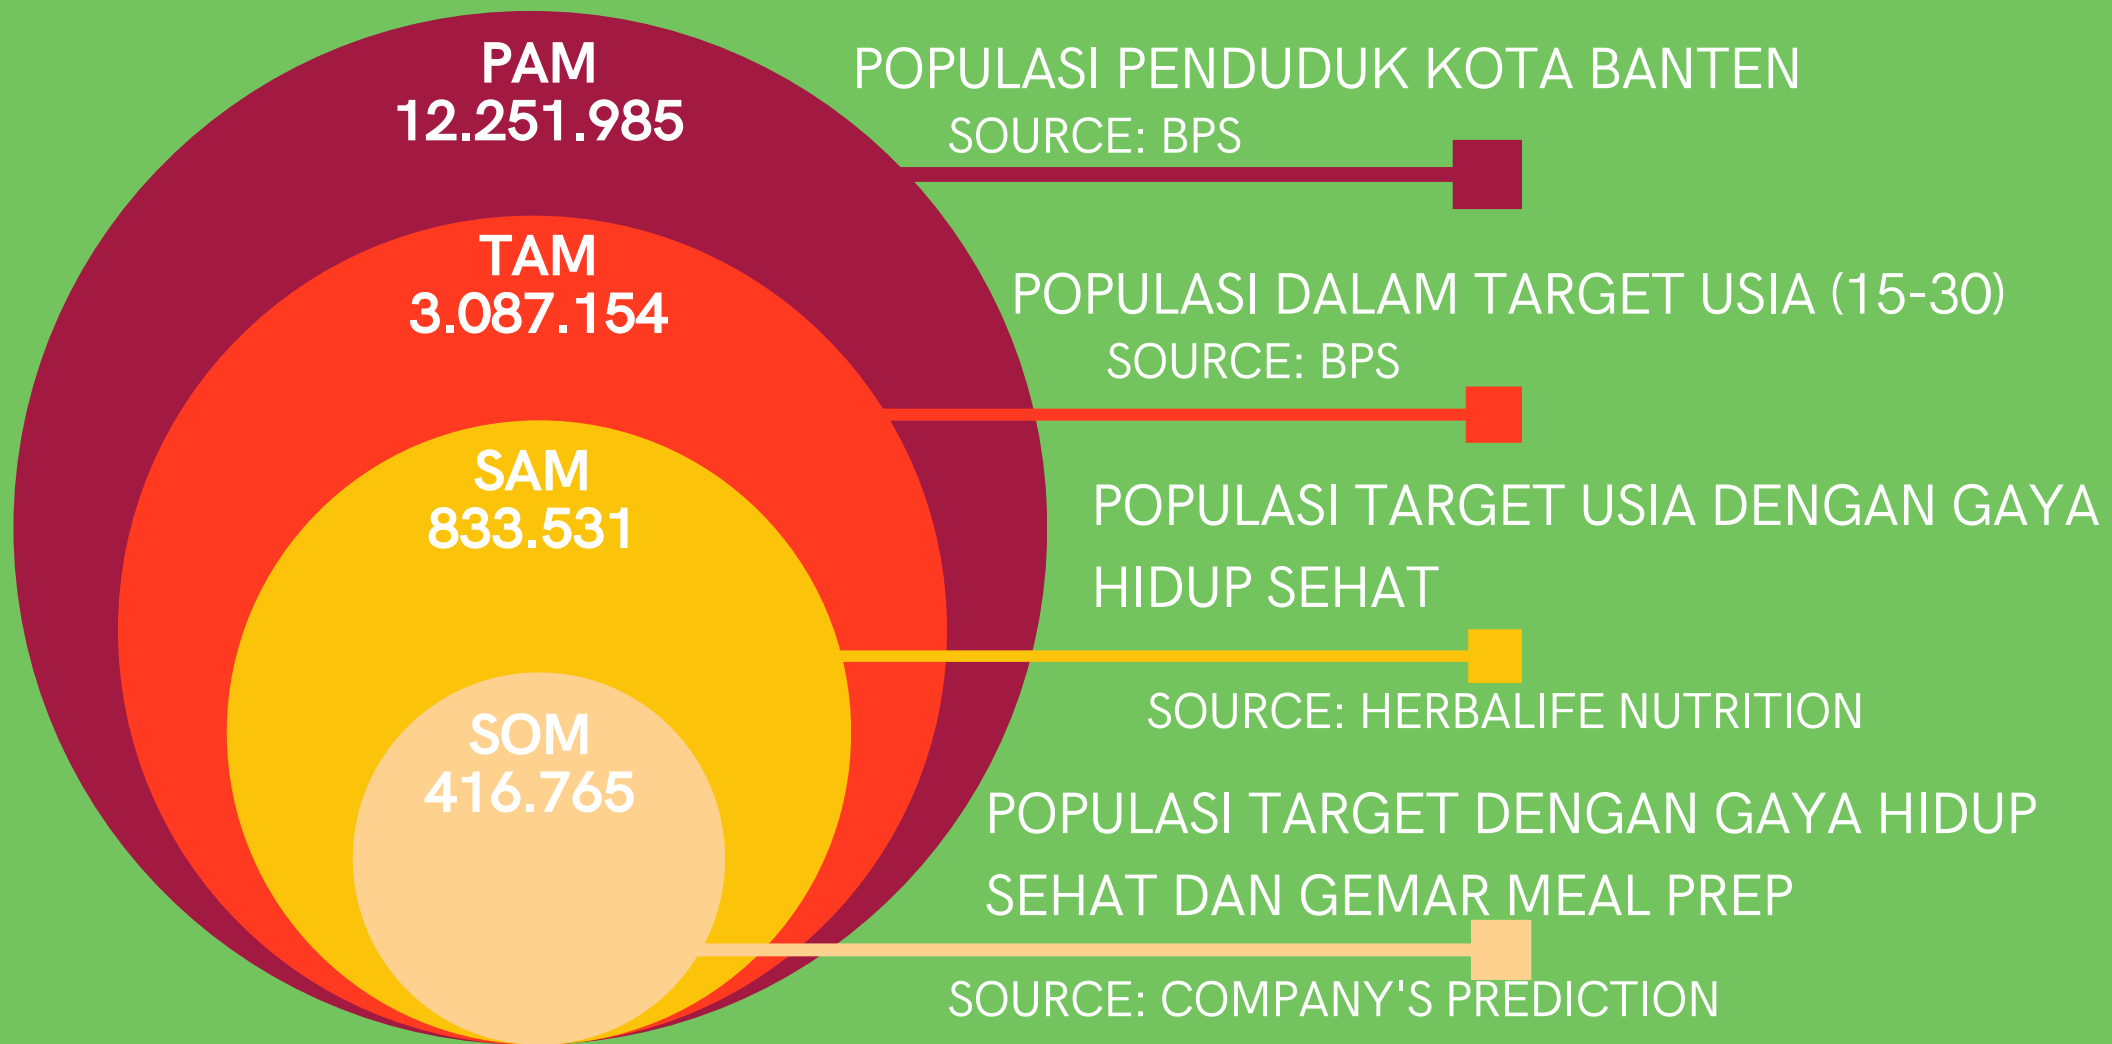 PAM
12.251.985
POPULASI PENDUDUK KOTA BANTEN
SOURCE: BPS
TAM
3.087.154
POPULASI DALAM TARGET USIA (15-30)
SOURCE: BPS
SAM
833.531
POPULASI TARGET USIA DENGAN GAYA
HIDUP SEHAT
SOURCE: HERBALIFE NUTRITION
SOM
416.765
POPULASI TARGET DENGAN GAYA HIDUP
SEHAT DAN GEMAR MEAL PREP
SOURCE: COMPANY'S PREDICTION